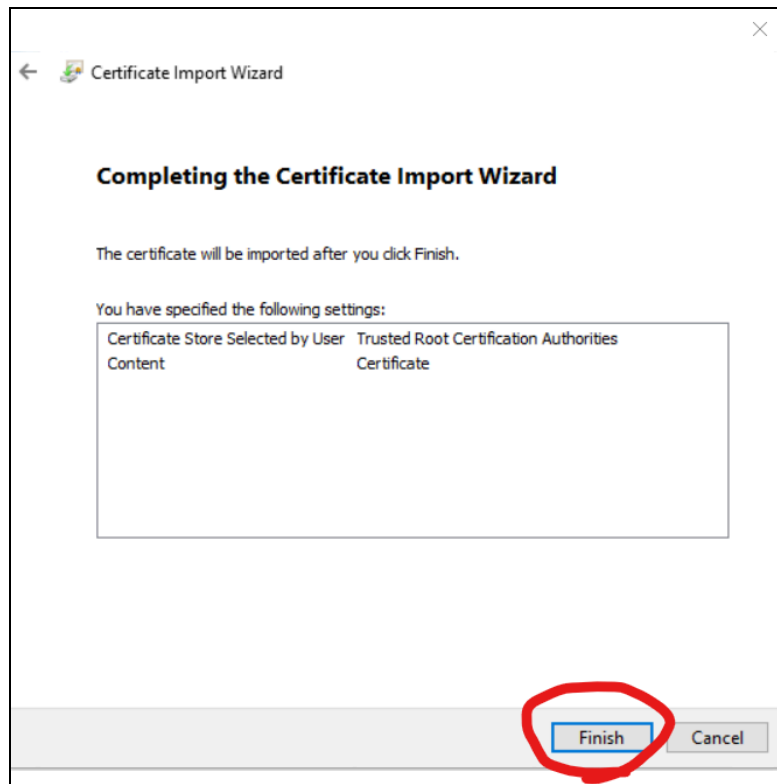 Certificate Import Wizard
Completing the Certificate Import Wizard
The certificate will be imported after you click Finish.
You have specified the following settings:
Certificate Store Selected by User Trusted Root Certification Authorities
Content Certificate
Finish Cancel